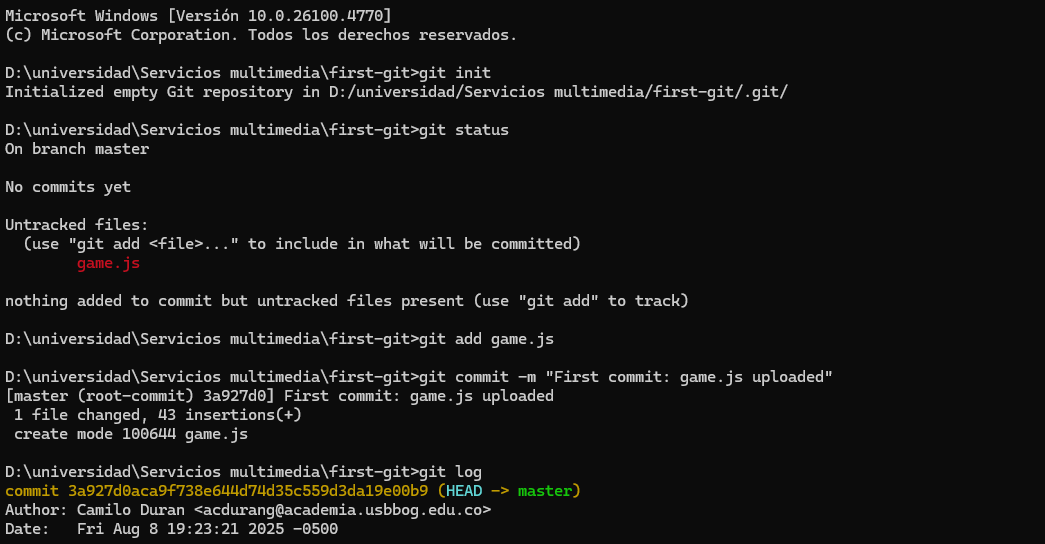 Microsoft Windows [Versión 10.0.26100.4770]
(c) Microsoft Corporation. Todos los derechos reservados.
D:\universidad\Servicios multimedia\first-git>git init
Initialized empty Git repository in D:/universidad/Servicios multimedia/first-git/.git/
D:\universidad\Servicios multimedia\first-git>git status
On branch master
No commits yet
Untracked files:
  (use "git add <file>..." to include in what will be committed)
        game.js
nothing added to commit but untracked files present (use "git add" to track)
D:\universidad\Servicios multimedia\first-git>git add game.js
D:\universidad\Servicios multimedia\first-git>git commit -m "First commit: game.js uploaded"
[master (root-commit) 3a927d0] First commit: game.js uploaded
 1 file changed, 43 insertions(+)
 create mode 100644 game.js
D:\universidad\Servicios multimedia\first-git>git log
commit 3a927d0aca9f738e644d74d35c559d3da19e00b9 (HEAD -> master)
Author: Camilo Duran <acdurang@academia.usbbog.edu.co>
Date:   Fri Aug 8 19:23:21 2025 -0500